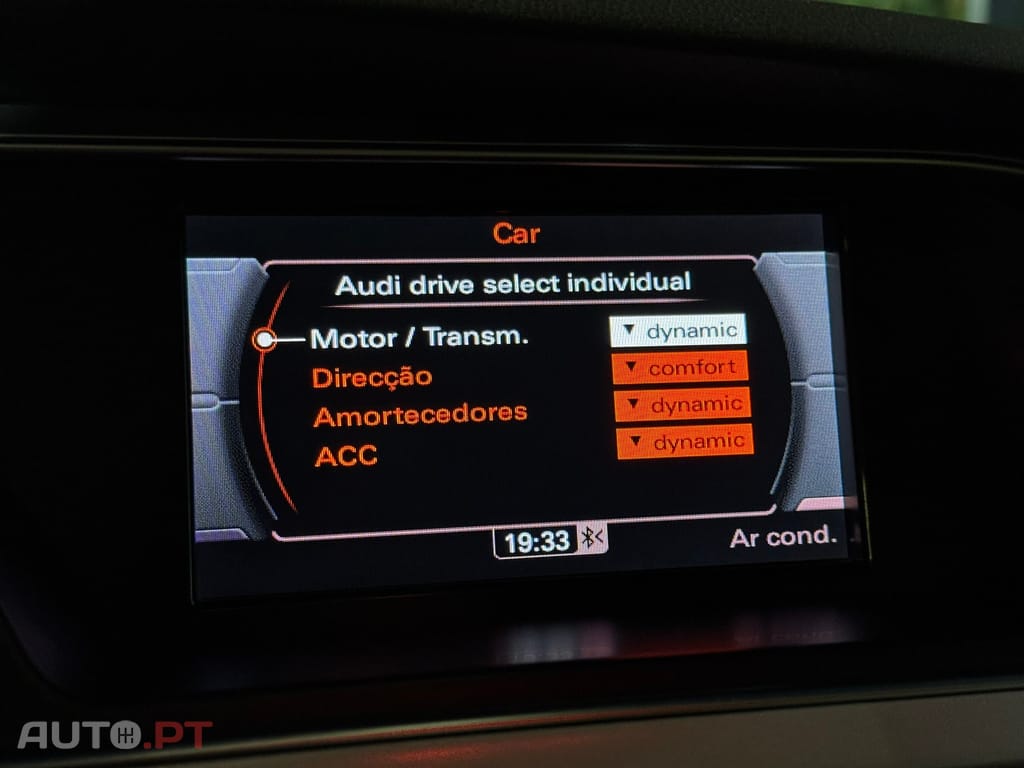 Car
Audi drive select individual
Motor / Transm. dynamic
Direcção comfort
Amortecedores dynamic
ACC dynamic
19:33
Ar cond.
AUTO.PT